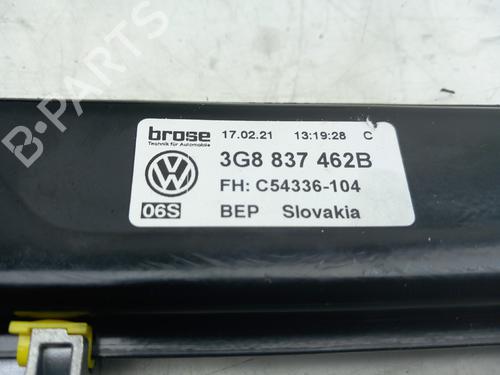 B-PARTS
brose 17.02.21 13:19:28 C
Technik für Automobile
3G8 837 462B
FH: C54336-104
06S BEP Slovakia
B-PARTS